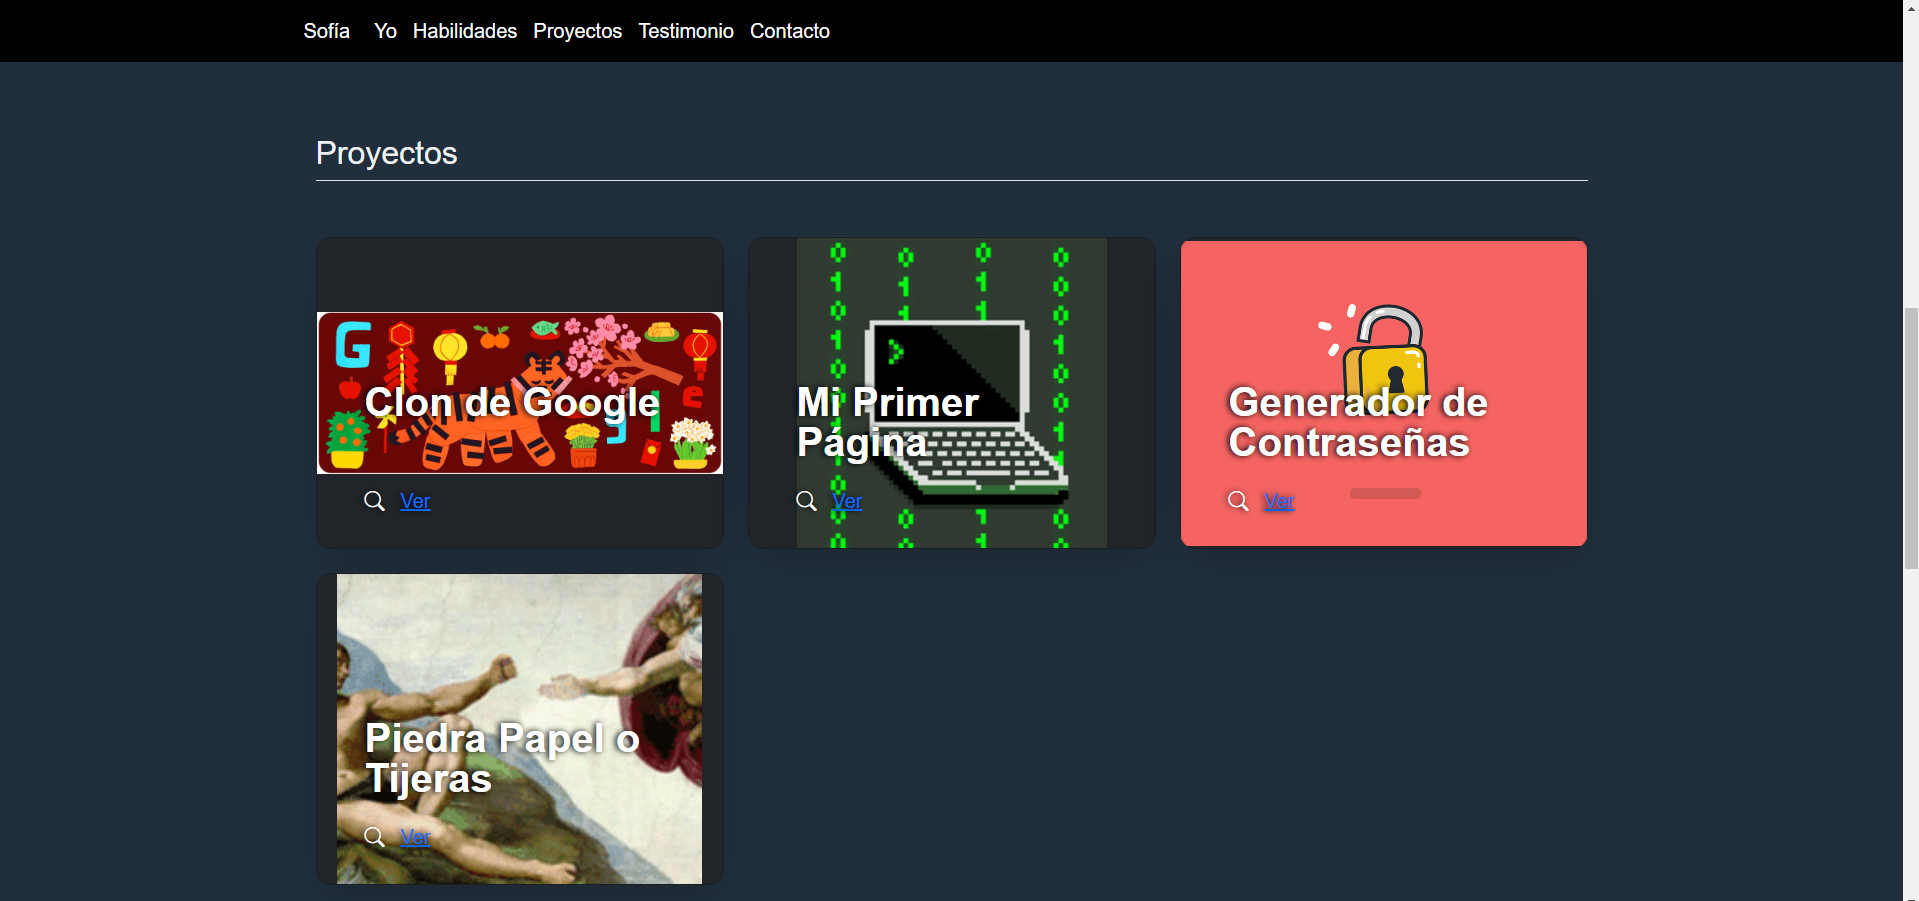 Sofía Yo Habilidades Proyectos Testimonio Contacto
Proyectos
Clon de Google
Ver
Mi Primer
Página
Ver
Generador de
Contraseñas
Ver
Piedra Papel o
Tijeras
Ver